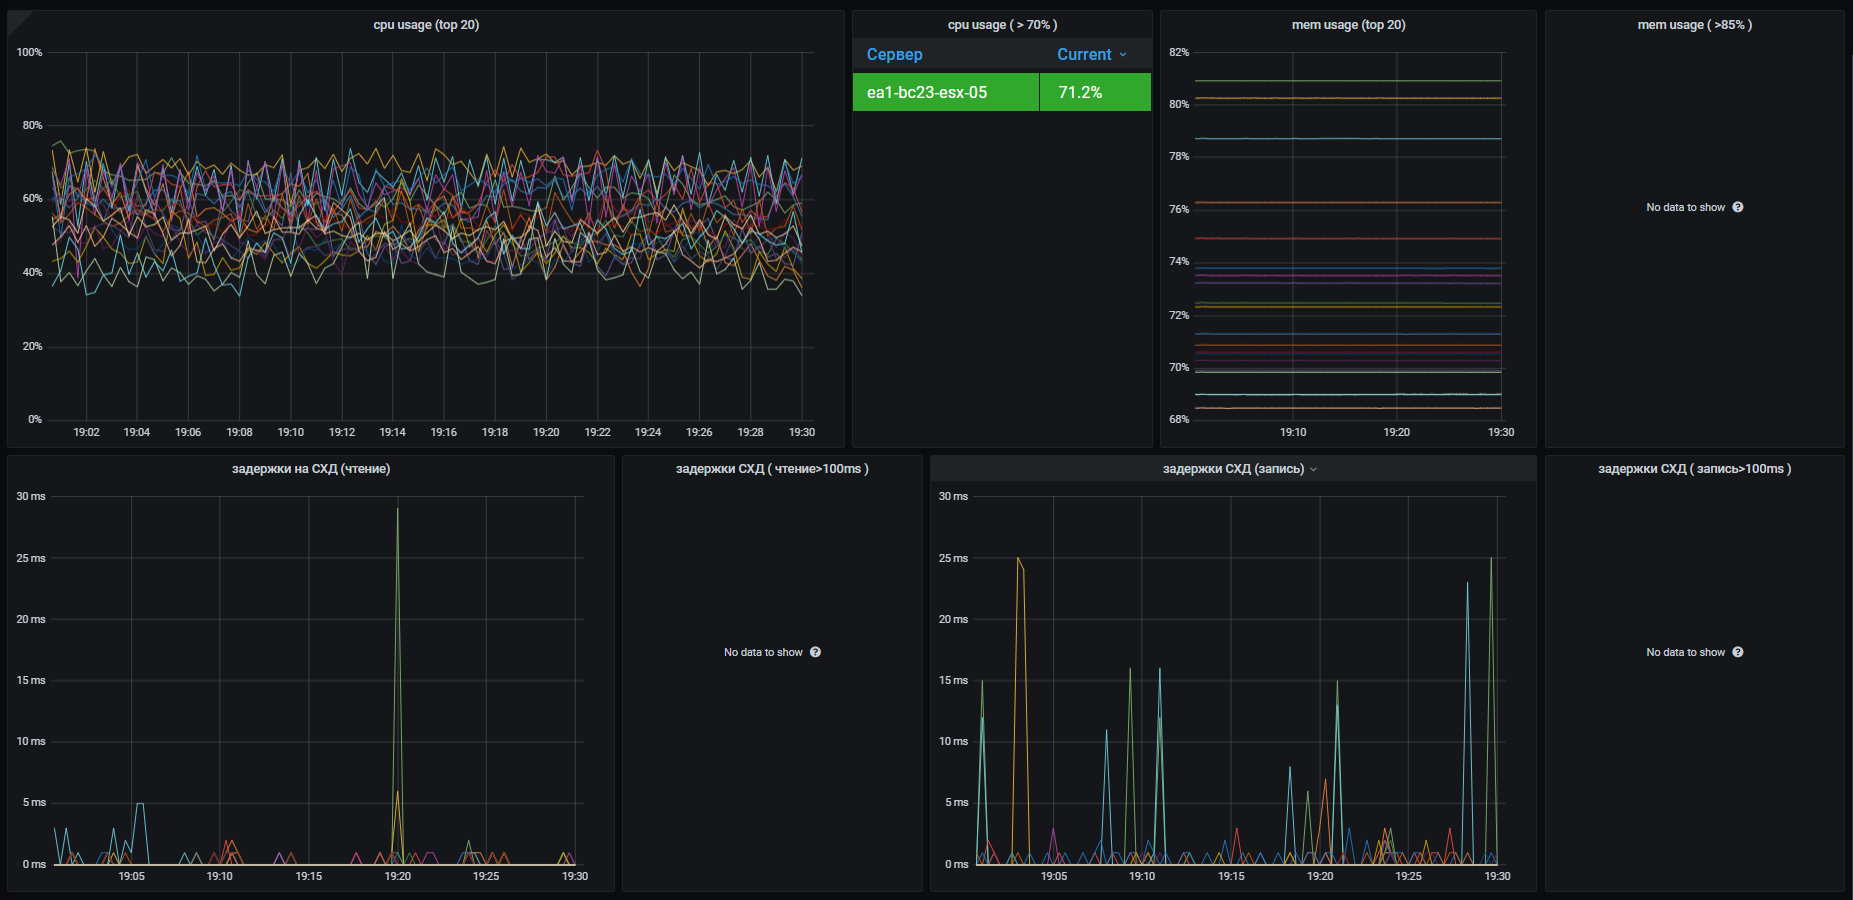 cpu usage (top 20)
100%
80%
60%
40%
20%
0%
19:02 19:04 19:06 19:08 19:10 19:12 19:14 19:16 19:18 19:20 19:22 19:24 19:26 19:28 19:30
cpu usage ( > 70% )
Сервер Current
ea1-bc23-esx-05 71.2%
mem usage (top 20)
82%
80%
78%
76%
74%
72%
70%
68%
19:10 19:20 19:30
mem usage ( >85% )
No data to show ?
задержки на СХД (чтение)
30 ms
25 ms
20 ms
15 ms
10 ms
5 ms
0 ms
19:05 19:10 19:15 19:20 19:25 19:30
задержки СХД ( чтение>100ms )
No data to show ?
задержки СХД (запись)
30 ms
25 ms
20 ms
15 ms
10 ms
5 ms
0 ms
19:05 19:10 19:15 19:20 19:25 19:30
задержки СХД ( запись>100ms )
No data to show ?